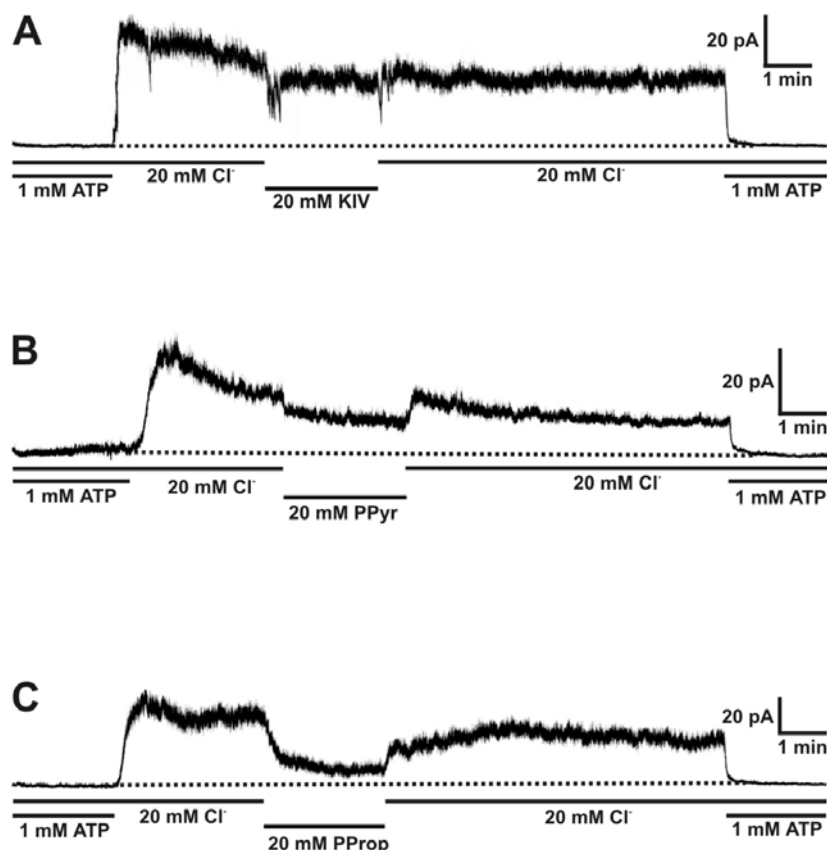 A
20 pA
1 min
20 mM Cl⁻
20 mM Cl⁻
1 mM ATP
1 mM ATP
20 mM KIV
B
20 pA
1 min
20 mM Cl⁻
20 mM Cl⁻
1 mM ATP
1 mM ATP
20 mM PPyr
C
20 pA
1 min
20 mM Cl⁻
20 mM Cl⁻
1 mM ATP
1 mM ATP
20 mM PProp